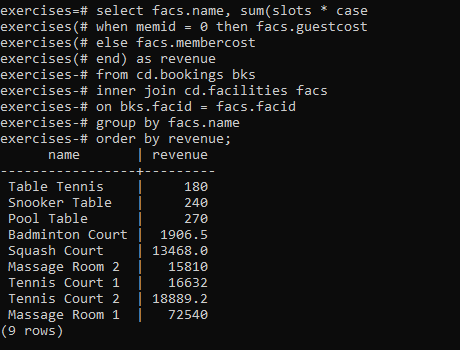 exercises=# select facs.name, sum(slots * case
exercises(# when memid = 0 then facs.guestcost
exercises(# else facs.membercost
exercises(# end) as revenue
exercises-# from cd.bookings bks
exercises-# inner join cd.facilities facs
exercises-# on bks.facid = facs.facid
exercises-# group by facs.name
exercises-# order by revenue;
      name       | revenue
-----------------+---------
 Table Tennis    |     180
 Snooker Table   |     240
 Pool Table      |     270
 Badminton Court |  1906.5
 Squash Court    | 13468.0
 Massage Room 2  |   15810
 Tennis Court 1  |   16632
 Tennis Court 2  | 18889.2
 Massage Room 1  |   72540
(9 rows)